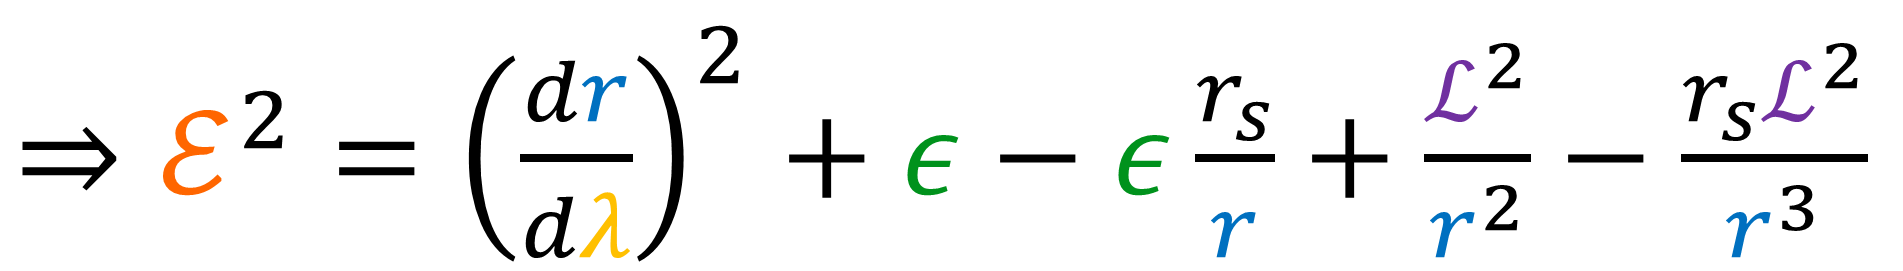 ⇒ ℰ² = (dr/dλ)² + ϵ − ϵ r_s/r + ℒ²/r² − r_sℒ²/r³